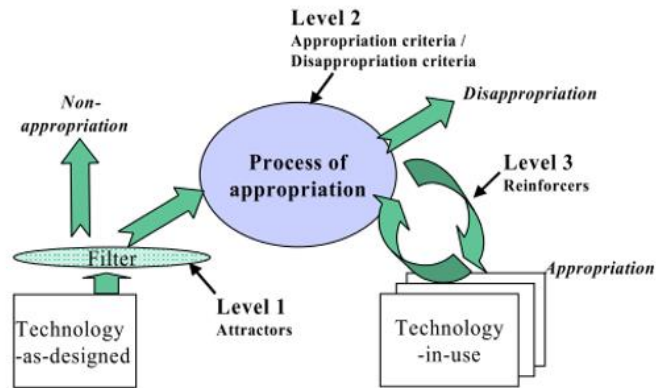 Level 2
Appropriation criteria /
Disappropriation criteria
Non-
appropriation
Disappropriation
Process of
appropriation
Level 3
Reinforcers
Filter
Appropriation
Level 1
Attractors
Technology
-as-designed
Technology
-in-use